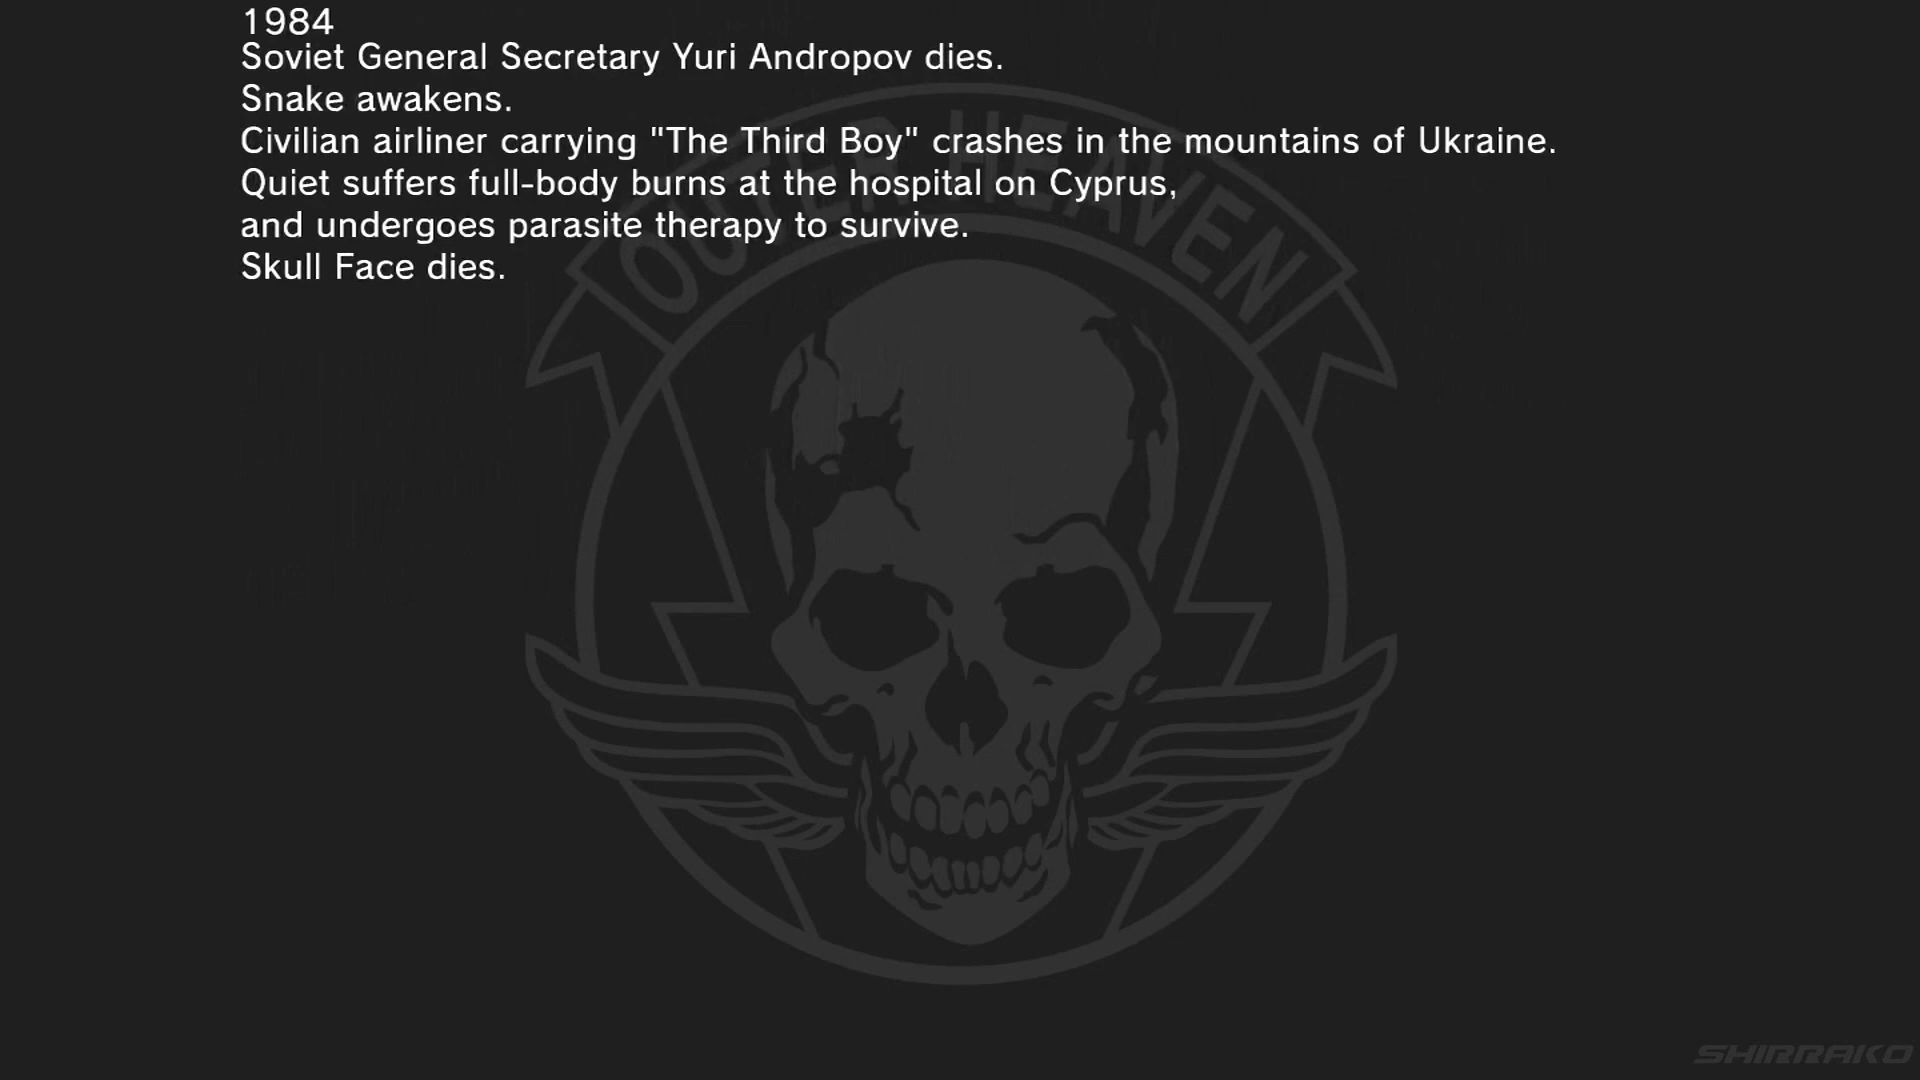 1984
Soviet General Secretary Yuri Andropov dies.
Snake awakens.
Civilian airliner carrying "The Third Boy" crashes in the mountains of Ukraine.
Quiet suffers full-body burns at the hospital on Cyprus,
and undergoes parasite therapy to survive.
Skull Face dies.
OUTER HEAVEN
SHIRRAKO